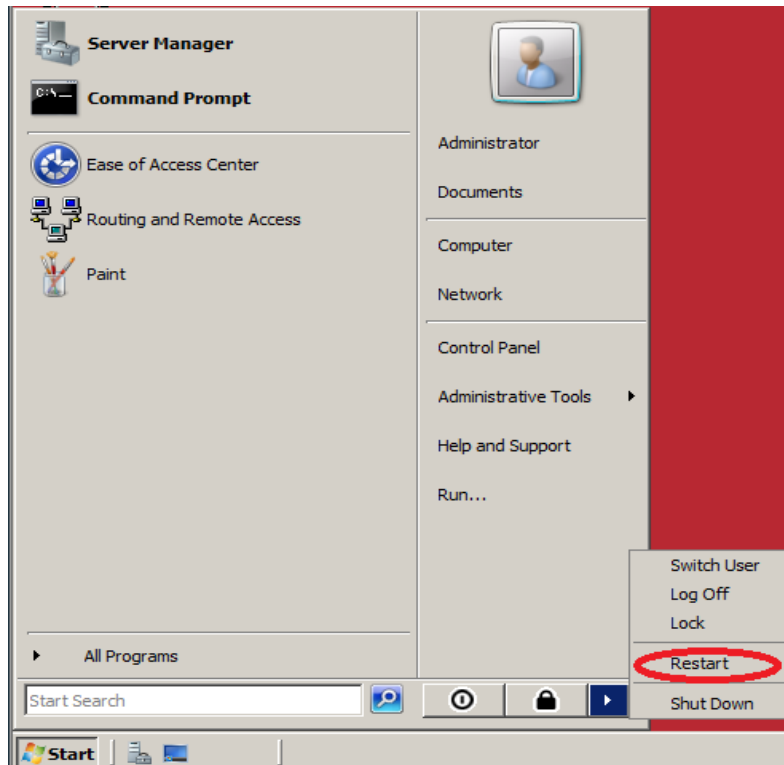 Server Manager
C:\_
Command Prompt
Ease of Access Center
Routing and Remote Access
Paint
All Programs
Start Search
Administrator
Documents
Computer
Network
Control Panel
Administrative Tools
Help and Support
Run...
Switch User
Log Off
Lock
Restart
Shut Down
Start